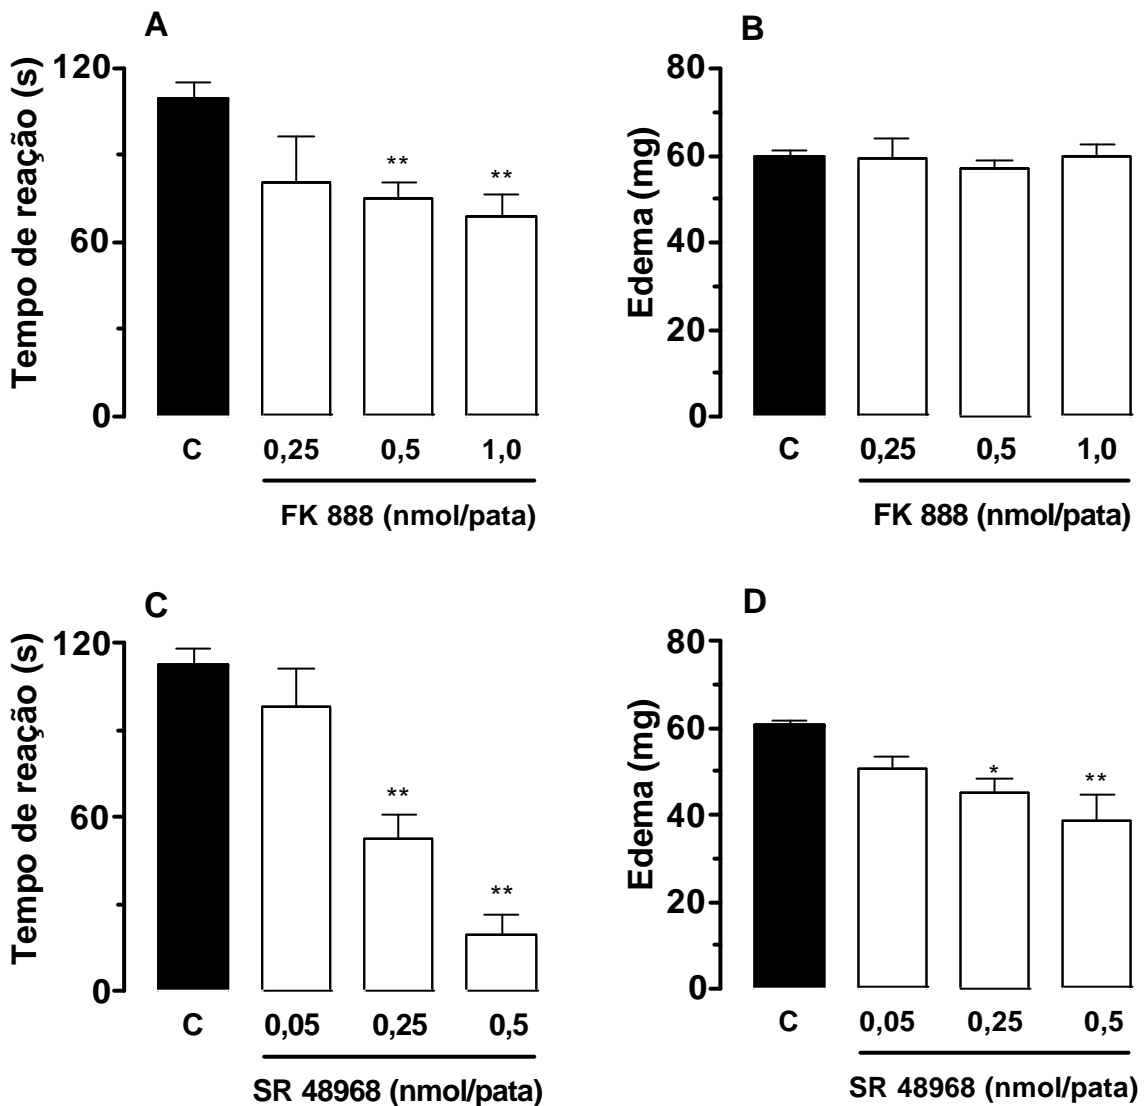 A
Tempo de reação (s)
120
60
0
**
**
C 0,25 0,5 1,0
FK 888 (nmol/pata)
B
Edema (mg)
80
60
40
20
0
C 0,25 0,5 1,0
FK 888 (nmol/pata)
C
Tempo de reação (s)
120
60
0
**
**
C 0,05 0,25 0,5
SR 48968 (nmol/pata)
D
Edema (mg)
80
60
40
20
0
*
**
C 0,05 0,25 0,5
SR 48968 (nmol/pata)